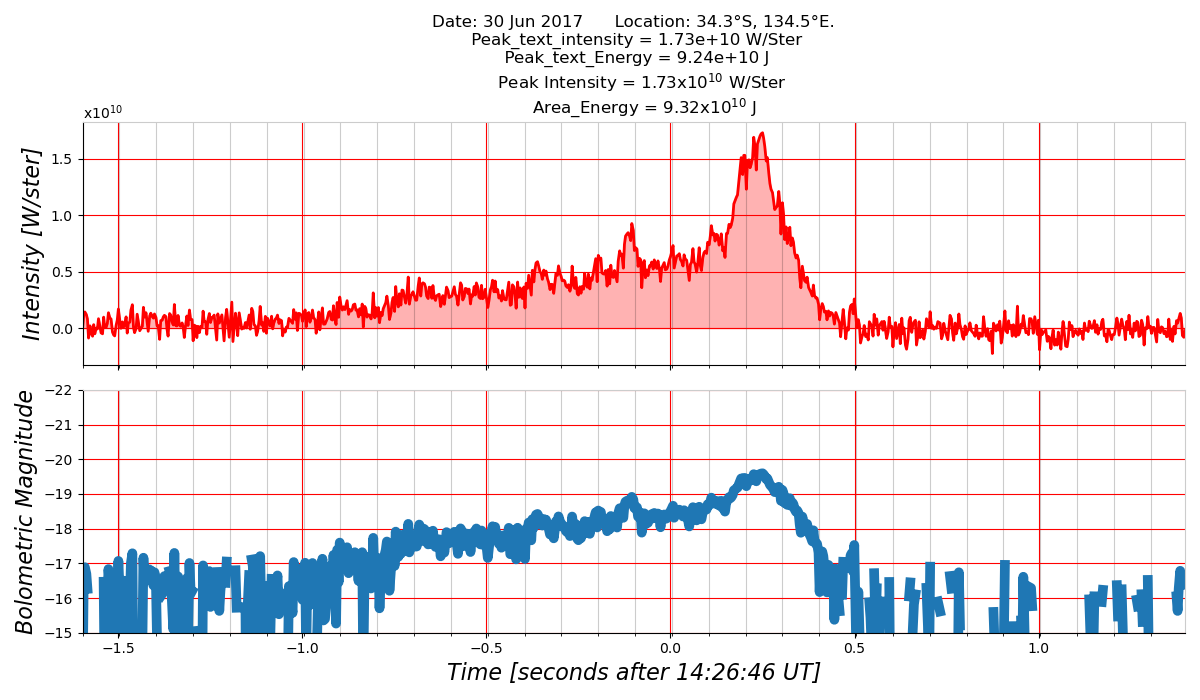 Date: 30 Jun 2017 Location: 34.3°S, 134.5°E.
Peak_text_intensity = 1.73e+10 W/Ster
Peak_text_Energy = 9.24e+10 J
Peak Intensity = 1.73x10¹⁰ W/Ster
Area_Energy = 9.32x10¹⁰ J
x10¹⁰
Intensity [W/ster]
1.5
1.0
0.5
0.0
Bolometric Magnitude
−22
−21
−20
−19
−18
−17
−16
−15
−1.5 −1.0 −0.5 0.0 0.5 1.0
Time [seconds after 14:26:46 UT]